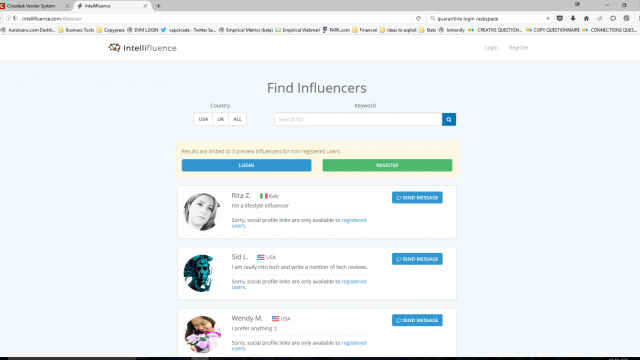 Crezdesk Vendor System
Intellifluence
intellifluence.com/discover
quarantine login rackspace
Autoloans.com Dashb...
Business Tools
Copypress
DVM LOGIN
vaporcade - Twitter Se...
Empirical Metrics (beta)
Empirical Webmail
FARK.com
Financial
Ideas to exploit
Stats
kimonify
CREATIVE QUESTION...
COPY QUESTIONNAIRE
CONNECTIONS QUES...
intellifluence
Login
Register
Find Influencers
Country
Keyword
USA
UK
ALL
Search for...
Results are limited to 3 preview influencers for non registered users.
LOGIN
REGISTER
Rita Z.
Italy
SEND MESSAGE
I'm a lifestyle influencer
Sorry, social profile links are only available to registered
users.
Sid L.
USA
SEND MESSAGE
I am really into tech and write a number of tech reviews.
Sorry, social profile links are only available to registered
users.
Wendy M.
USA
SEND MESSAGE
I prefer anything :)
Sorry, social profile links are only available to registered
users.